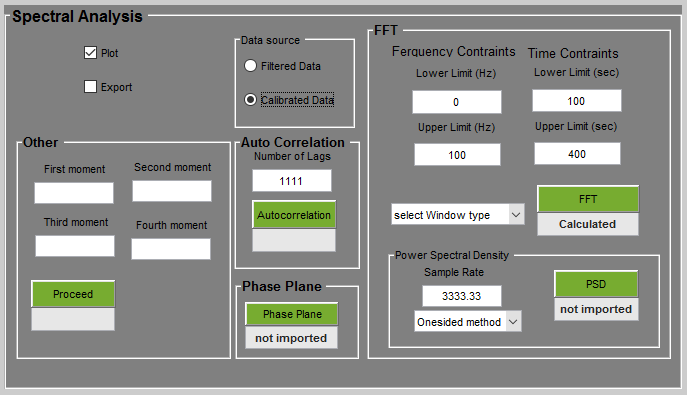 Spectral Analysis
Plot
Export
Data source
Filtered Data
Calibrated Data
Other
First moment
Second moment
Third moment
Fourth moment
Proceed
Auto Correlation
Number of Lags
1111
Autocorrelation
Phase Plane
Phase Plane
not imported
FFT
Ferquency Contraints
Time Contraints
Lower Limit (Hz)
Lower Limit (sec)
0
100
Upper Limit (Hz)
Upper Limit (sec)
100
400
select Window type
FFT
Calculated
Power Spectral Density
Sample Rate
3333.33
Onesided method
PSD
not imported